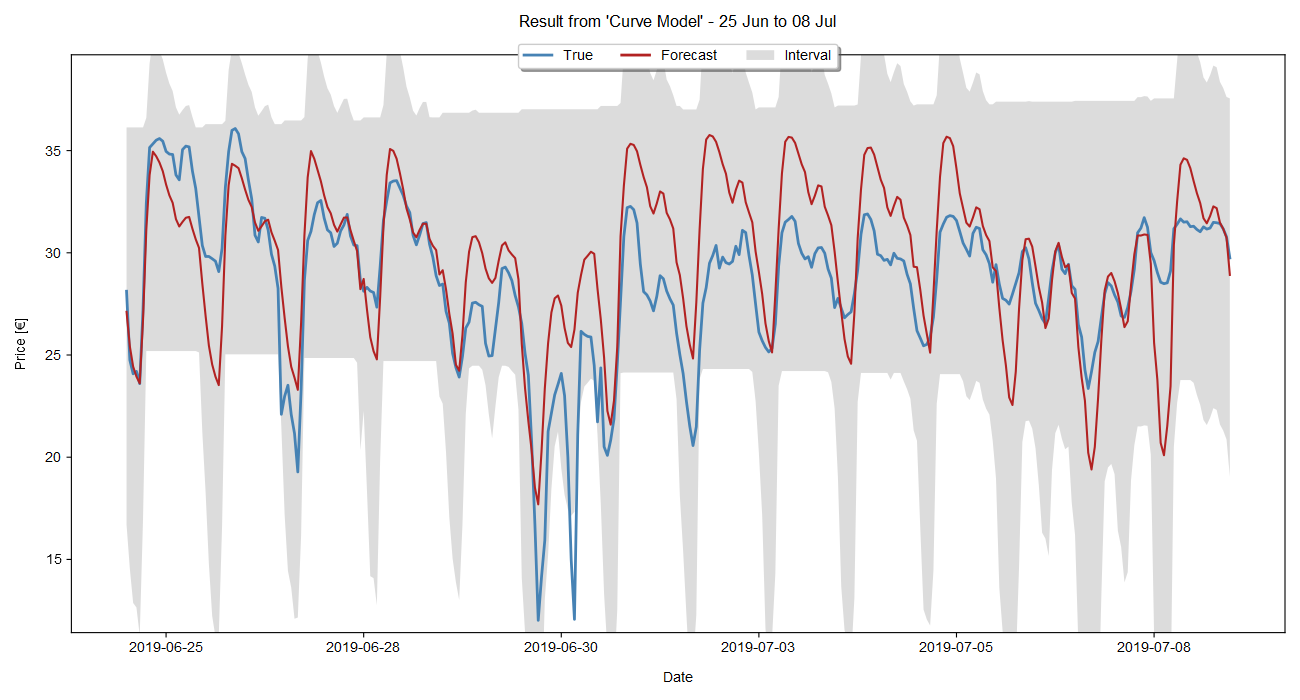 Result from 'Curve Model' - 25 Jun to 08 Jul
True Forecast Interval
Price [€]
35
30
25
20
15
2019-06-25 2019-06-28 2019-06-30 2019-07-03 2019-07-05 2019-07-08
Date